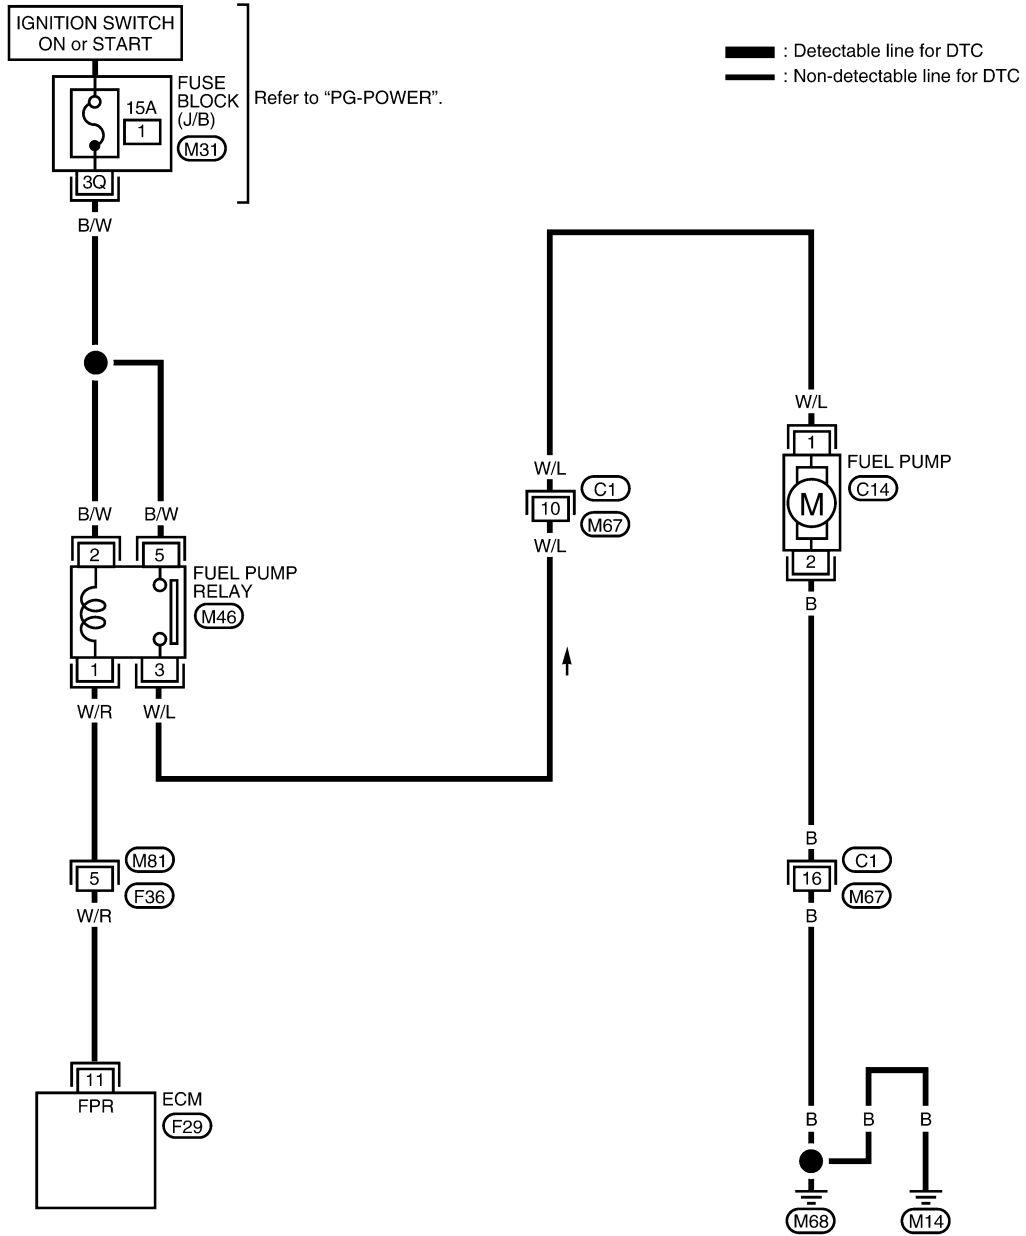 IGNITION SWITCH
ON or START
FUSE
BLOCK
(J/B)
15A
1
M31
3Q
Refer to “PG-POWER”.
: Detectable line for DTC
: Non-detectable line for DTC
B/W
B/W
B/W
2
5
FUEL PUMP
RELAY
M46
1
3
W/R
W/L
M81
5
F36
W/R
11
FPR
ECM
F29
W/L
C1
10
M67
W/L
W/L
1
FUEL PUMP
C14
M
2
B
B
C1
16
M67
B
B
B
B
M68
M14